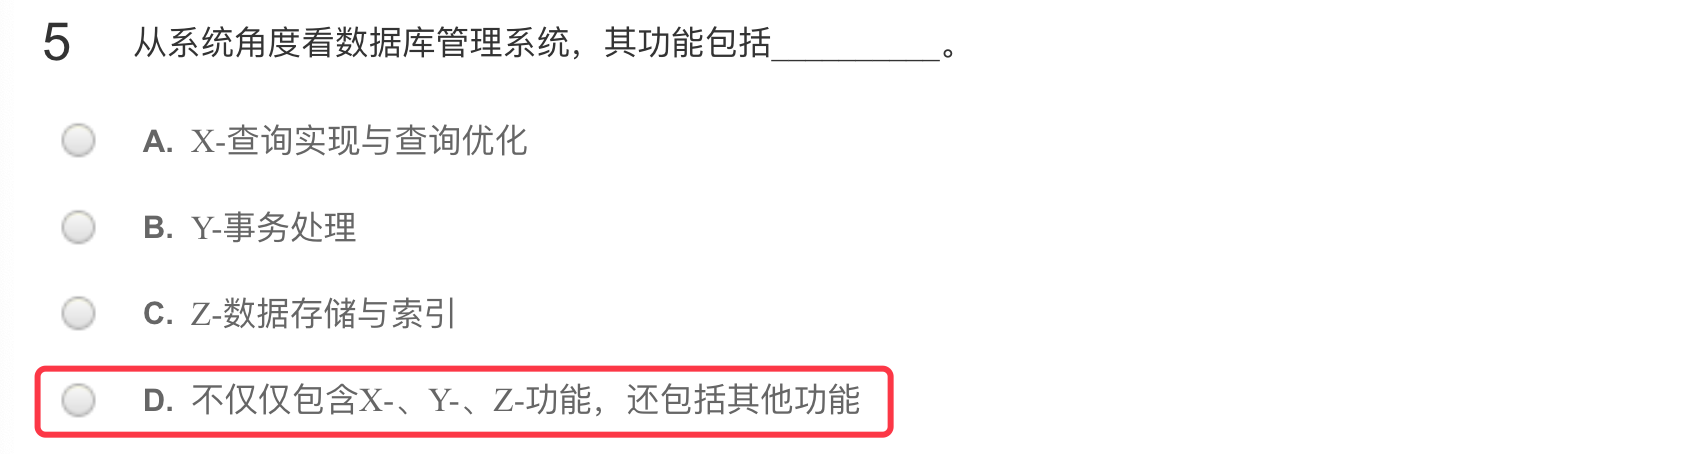 5 从系统角度看数据库管理系统，其功能包括__________。
A. X-查询实现与查询优化
B. Y-事务处理
C. Z-数据存储与索引
D. 不仅仅包含X-、Y-、Z-功能，还包括其他功能